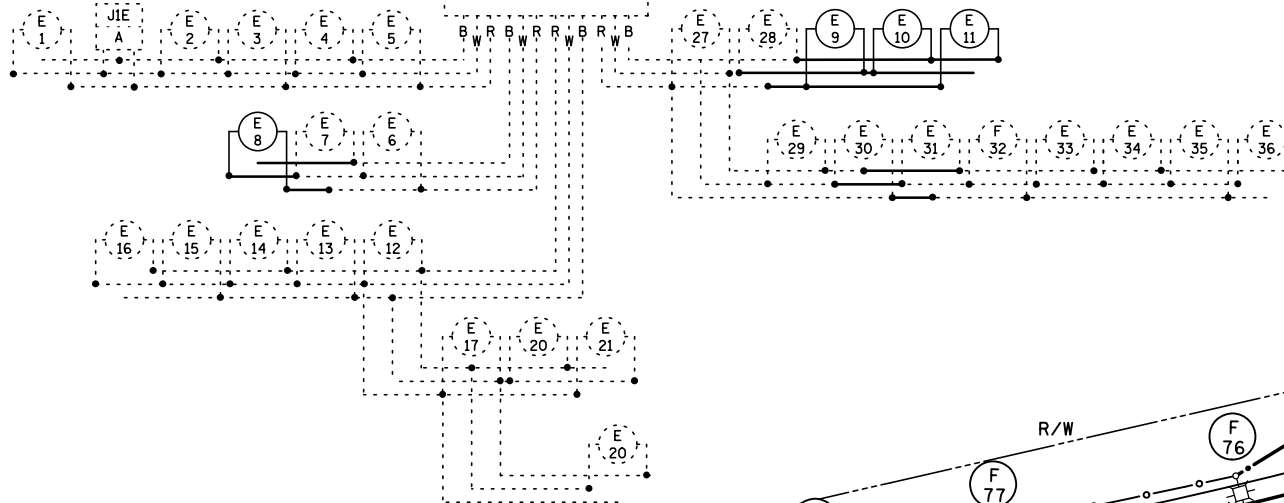 E 1
J1E A
E 2
E 3
E 4
E 5
B W R B W R R W B R W B
E 27
E 28
E 9
E 10
E 11
E 8
E 7
E 6
E 29
E 30
E 31
F 32
E 33
E 34
E 35
E 36
E 16
E 15
E 14
E 13
E 12
E 17
E 20
E 21
E 20
R/W
F 76
F 77